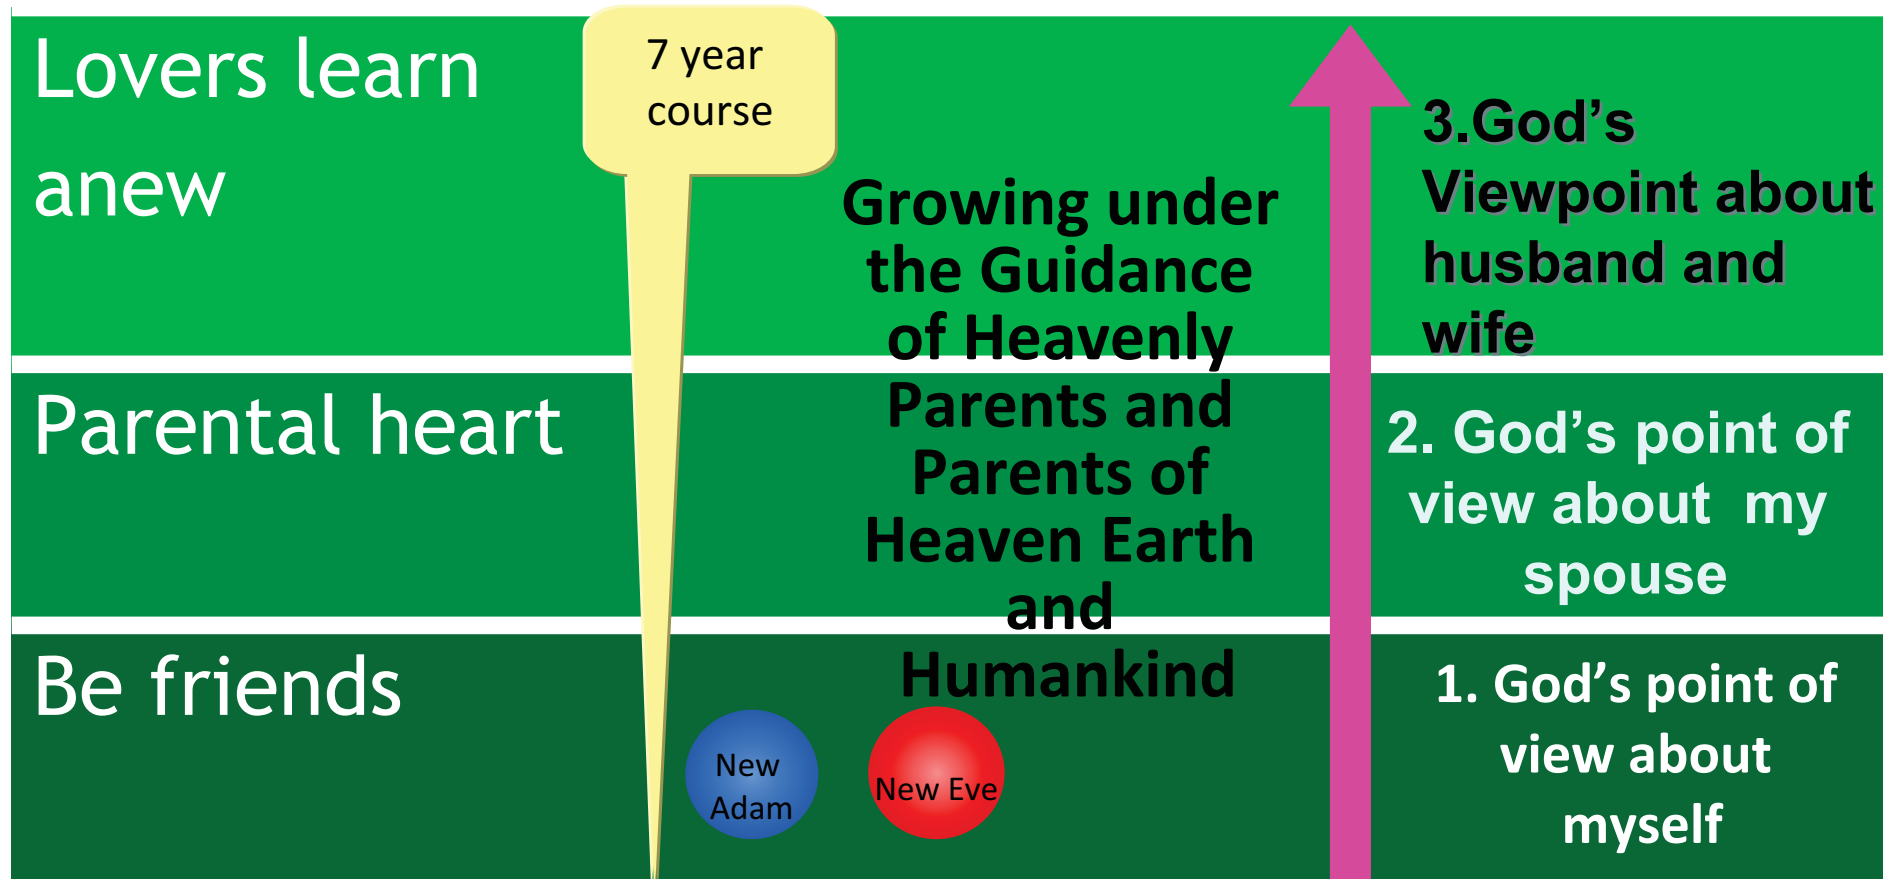 Lovers learn
anew
7 year
course
Growing under
the Guidance
of Heavenly
Parents and
Parents of
Heaven Earth
and
Humankind
3.God’s
Viewpoint about
husband and
wife
Parental heart
2. God’s point of
view about  my
spouse
Be friends
New
Adam
New Eve
1. God’s point of
view about
myself